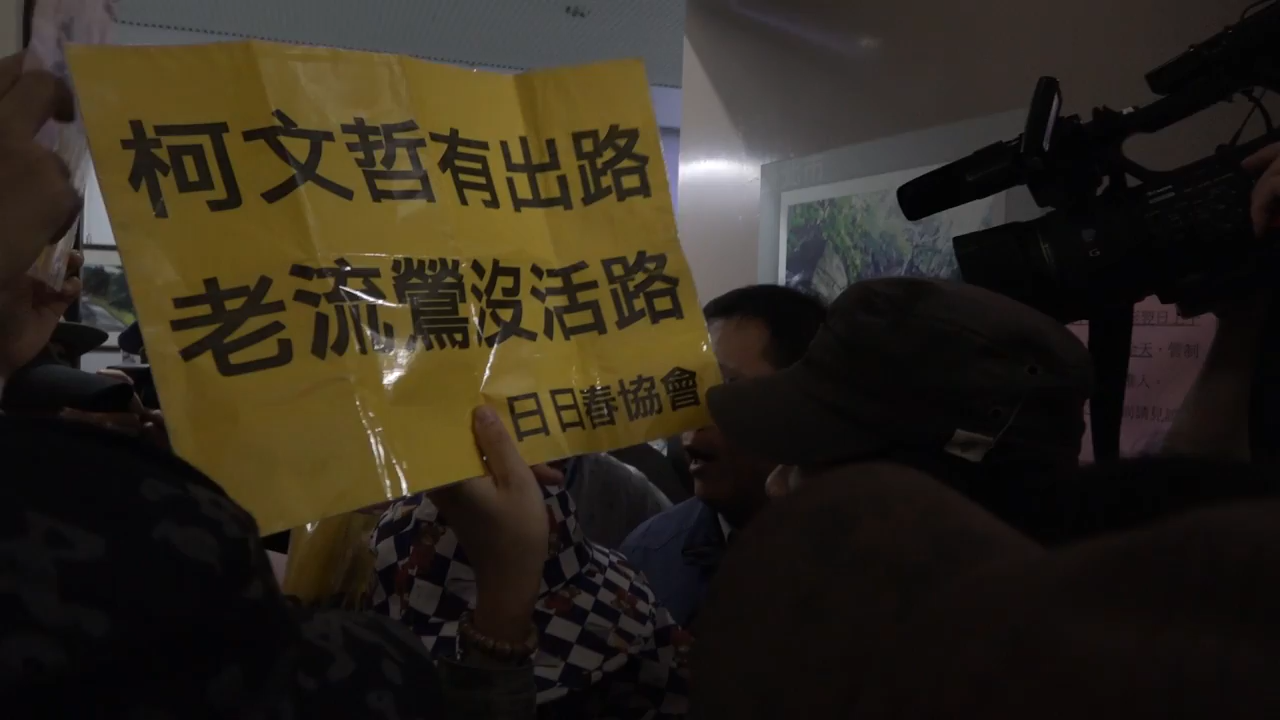 柯文哲有出路
老流鶯沒活路
日日春協會